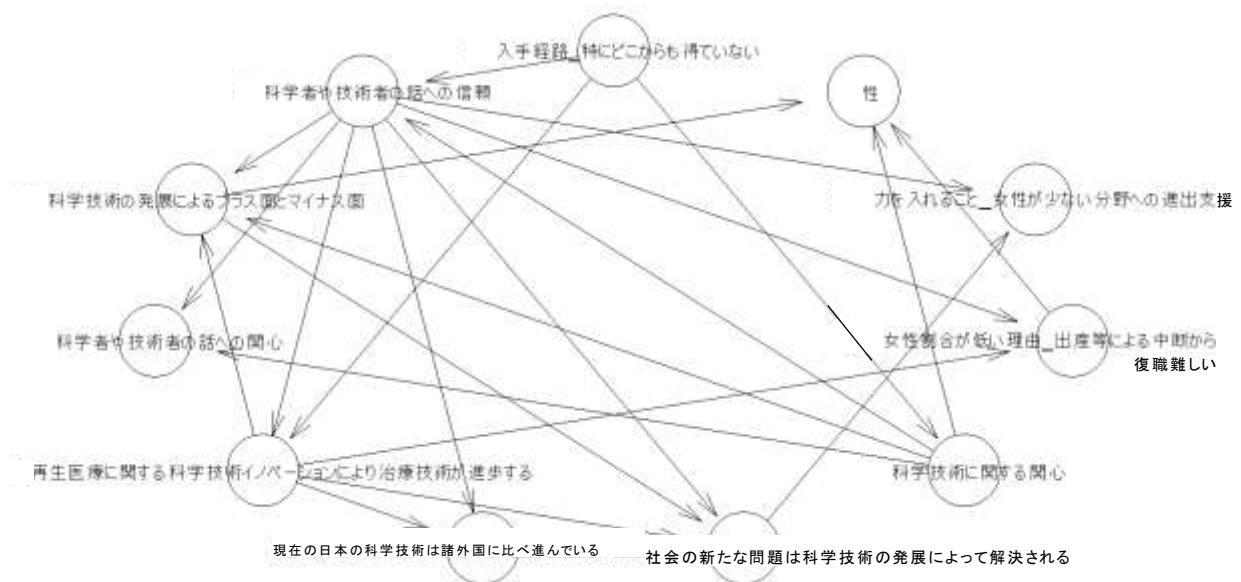 入手経路_特にどこからも得ていない
科学者や技術者の話への信頼
性
科学技術の発展によるプラス面とマイナス面
力を入れること_女性が少ない分野への進出支援
科学者や技術者の話への関心
女性割合が低い理由_出産等による中断から
復職難しい
再生医療に関する科学技術イノベーションにより治療技術が進歩する
科学技術に関する関心
現在の日本の科学技術は諸外国に比べ進んでいる
社会の新たな問題は科学技術の発展によって解決される